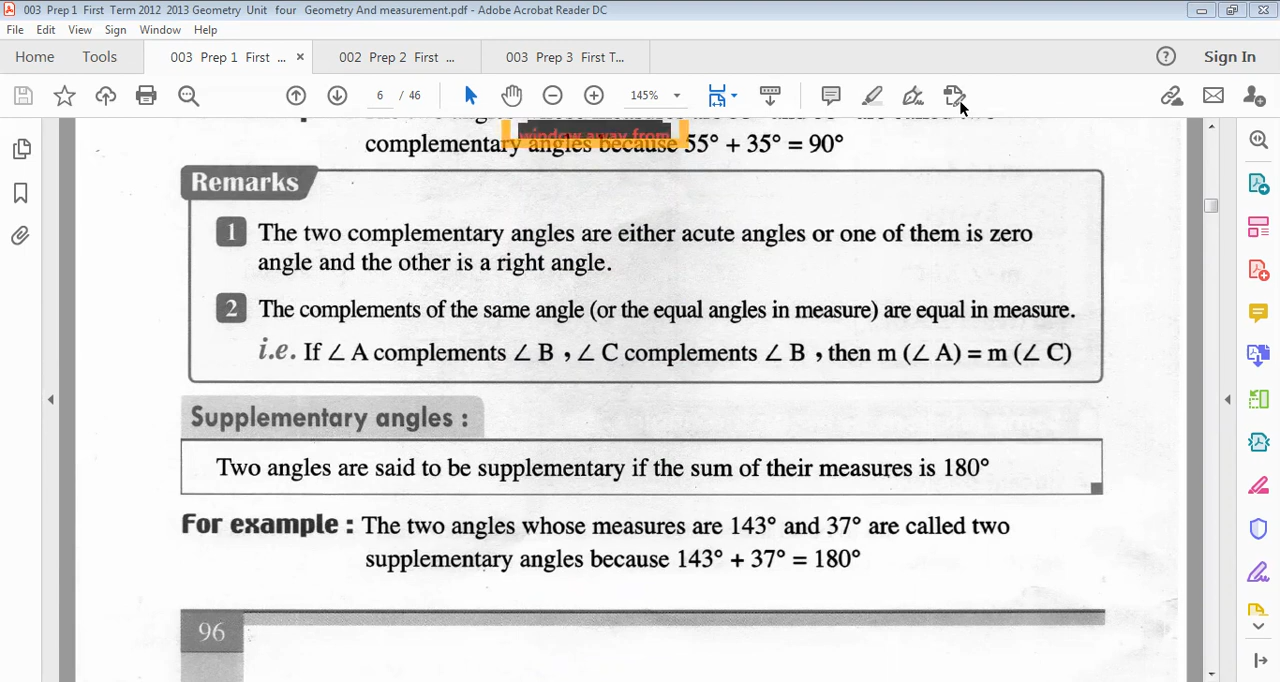 003 Prep 1 First Term 2012 2013 Geometry Unit four Geometry And measurement.pdf - Adobe Acrobat Reader DC
File Edit View Sign Window Help
Home Tools 003 Prep 1 First ... × 002 Prep 2 First ... 003 Prep 3 First T... ? Sign In
6 / 46 145%
window away from
complementary angles because 55° + 35° = 90°
Remarks
1 The two complementary angles are either acute angles or one of them is zero
angle and the other is a right angle.
2 The complements of the same angle (or the equal angles in measure) are equal in measure.
i.e. If ∠ A complements ∠ B , ∠ C complements ∠ B , then m (∠ A) = m (∠ C)
Supplementary angles :
Two angles are said to be supplementary if the sum of their measures is 180°
For example : The two angles whose measures are 143° and 37° are called two
supplementary angles because 143° + 37° = 180°
96